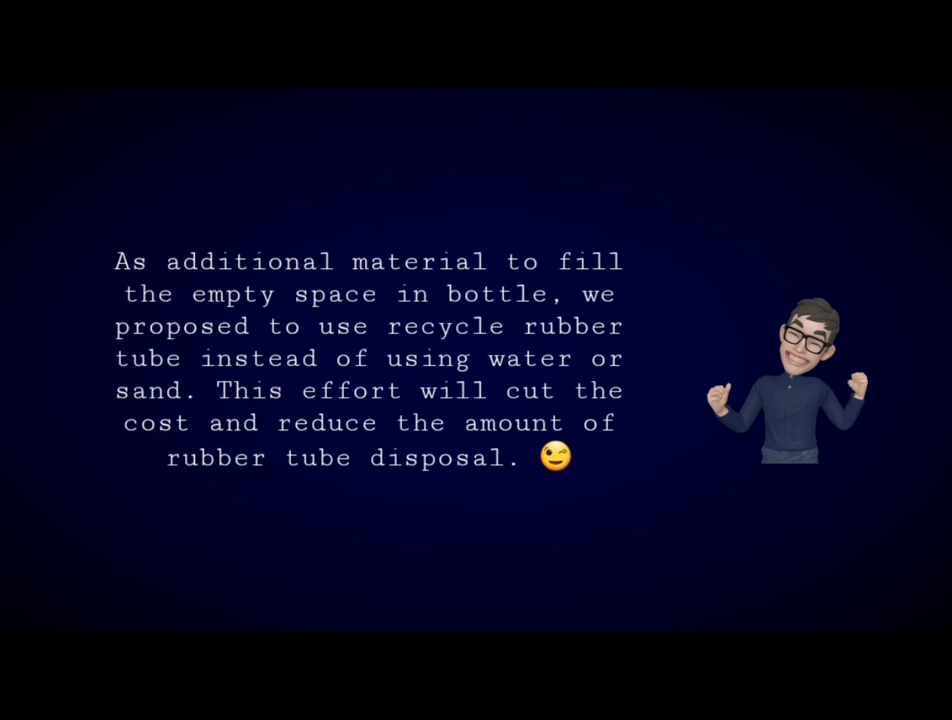 As additional material to fill
the empty space in bottle, we
proposed to use recycle rubber
tube instead of using water or
sand. This effort will cut the
cost and reduce the amount of
rubber tube disposal. 😉